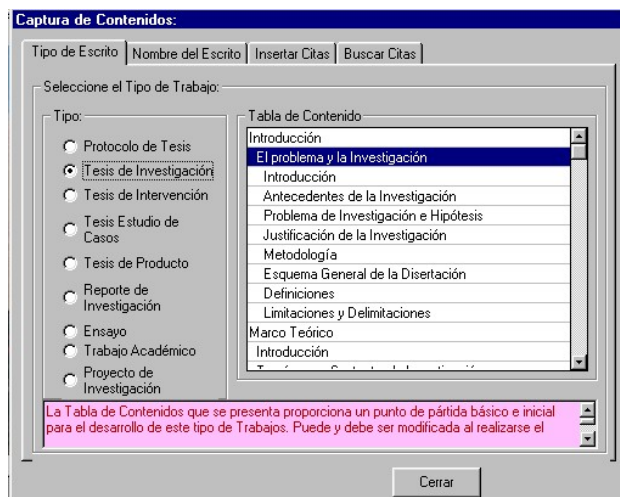 Captura de Contenidos:
Tipo de Escrito
Nombre del Escrito
Insertar Citas
Buscar Citas
Seleccione el Tipo de Trabajo:
Tipo:
Protocolo de Tesis
Tesis de Investigación
Tesis de Intervención
Tesis Estudio de
Casos
Tesis de Producto
Reporte de
Investigación
Ensayo
Trabajo Académico
Proyecto de
Investigación
Tabla de Contenido
Introducción
El problema y la Investigación
Introducción
Antecedentes de la Investigación
Problema de Investigación e Hipótesis
Justificación de la Investigación
Metodología
Esquema General de la Disertación
Definiciones
Limitaciones y Delimitaciones
Marco Teórico
Introducción
La Tabla de Contenidos que se presenta proporciona un punto de pártida básico e inicial
para el desarrollo de este tipo de Trabajos. Puede y debe ser modificada al realizarse el
Cerrar